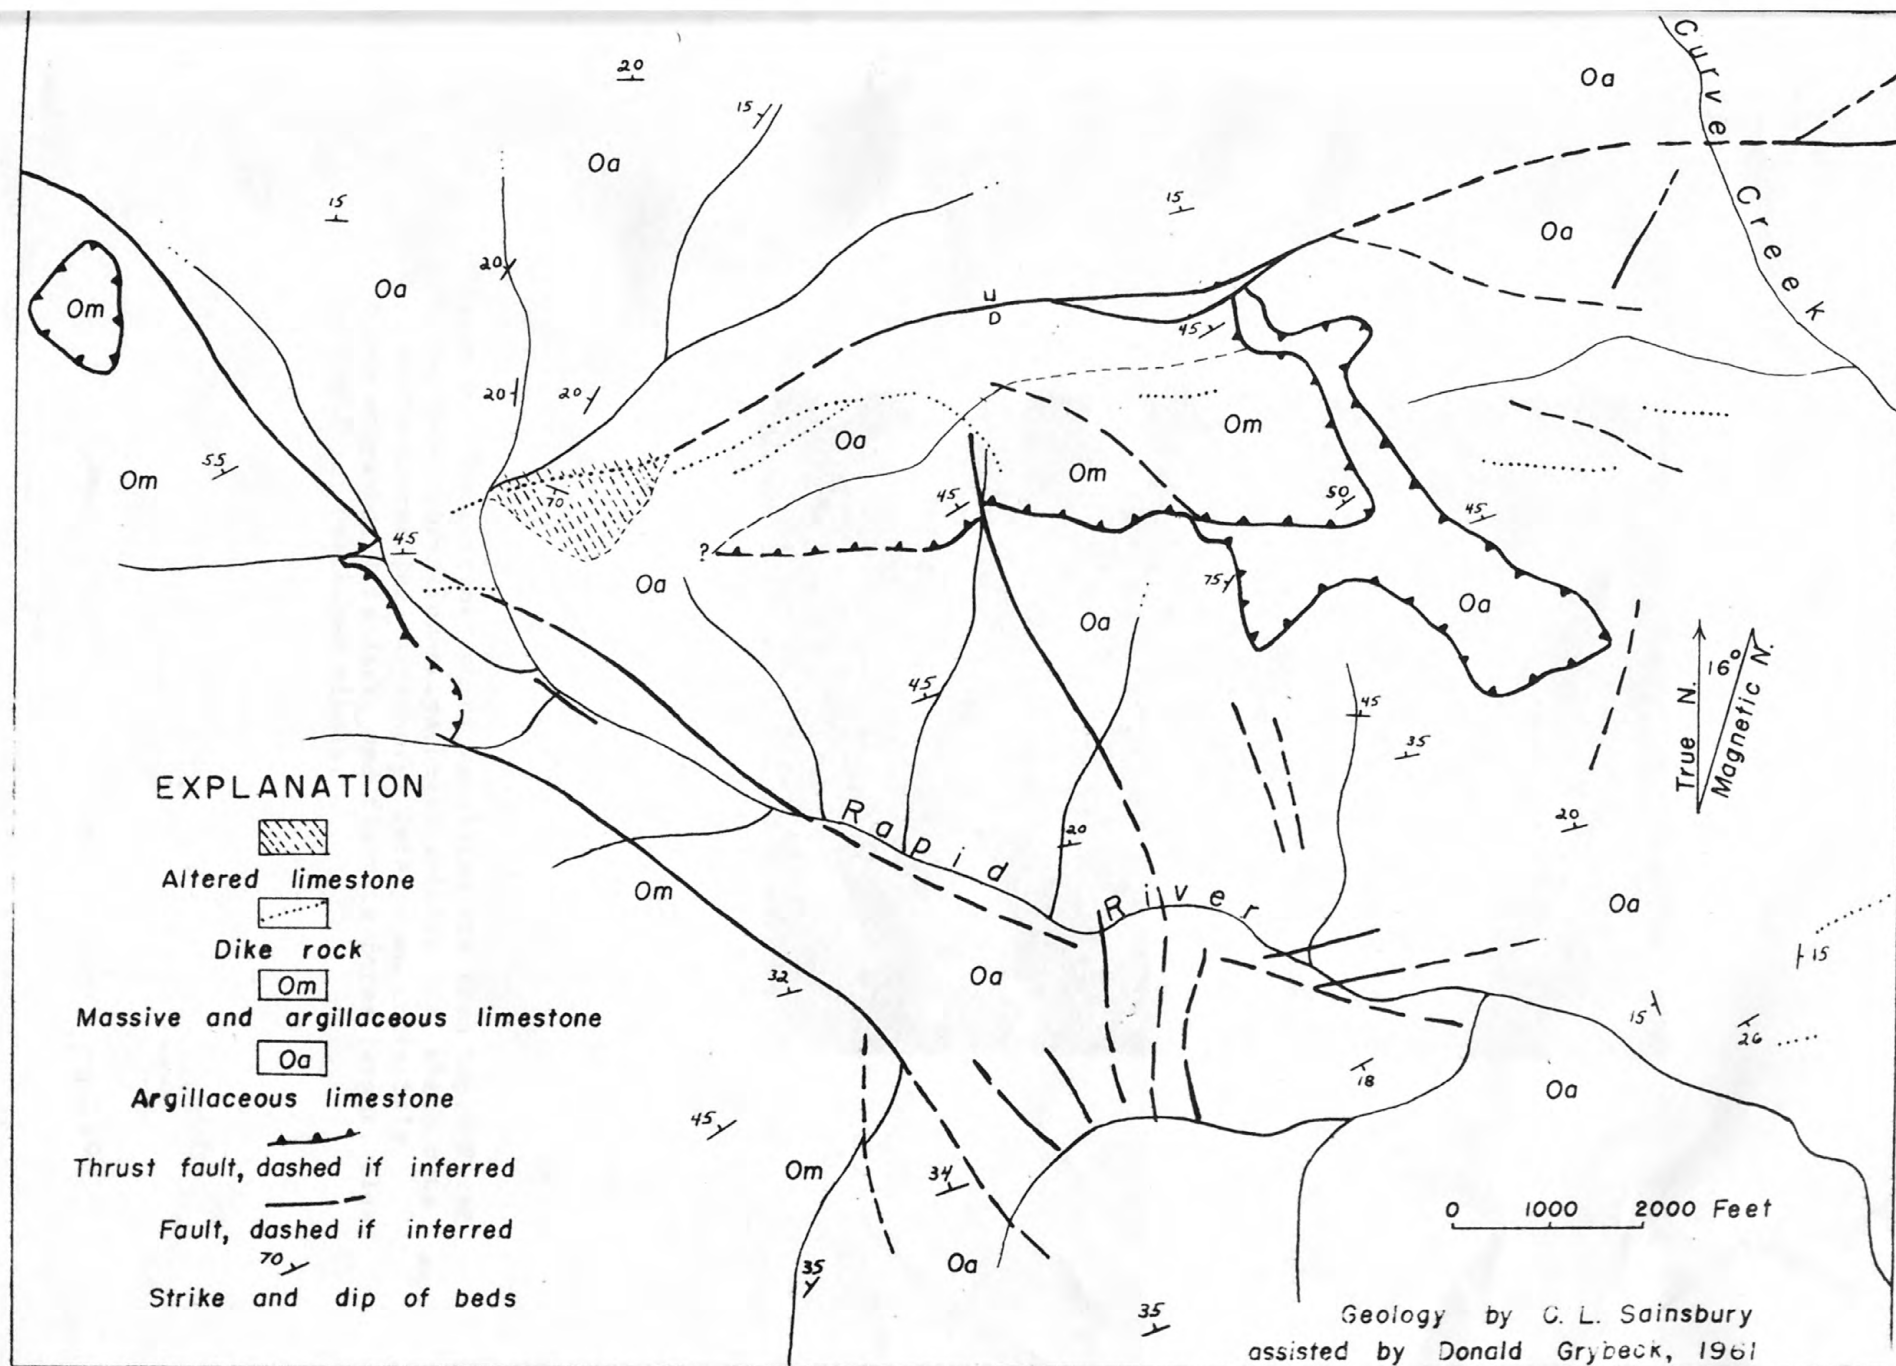 20
15
Oa
Oa
15
15
Curve Creek
Oa
20
Oa
U
D
Om
45
20
20
Oa
Om
Om
Om
55
70
45
50
45
45
?
Oa
75
Oa
Oa
45
45
35
True N.
16°
Magnetic N.
20
Rapid River
20
Om
Oa
Oa
32
15
15
26
18
Oa
45
Om
34
Oa
35
35
EXPLANATION
Altered limestone
Dike rock
Om
Massive and argillaceous limestone
Oa
Argillaceous limestone
Thrust fault, dashed if inferred
Fault, dashed if inferred
70
Strike and dip of beds
0 1000 2000 Feet
Geology by C. L. Sainsbury
assisted by Donald Grybeck, 1961